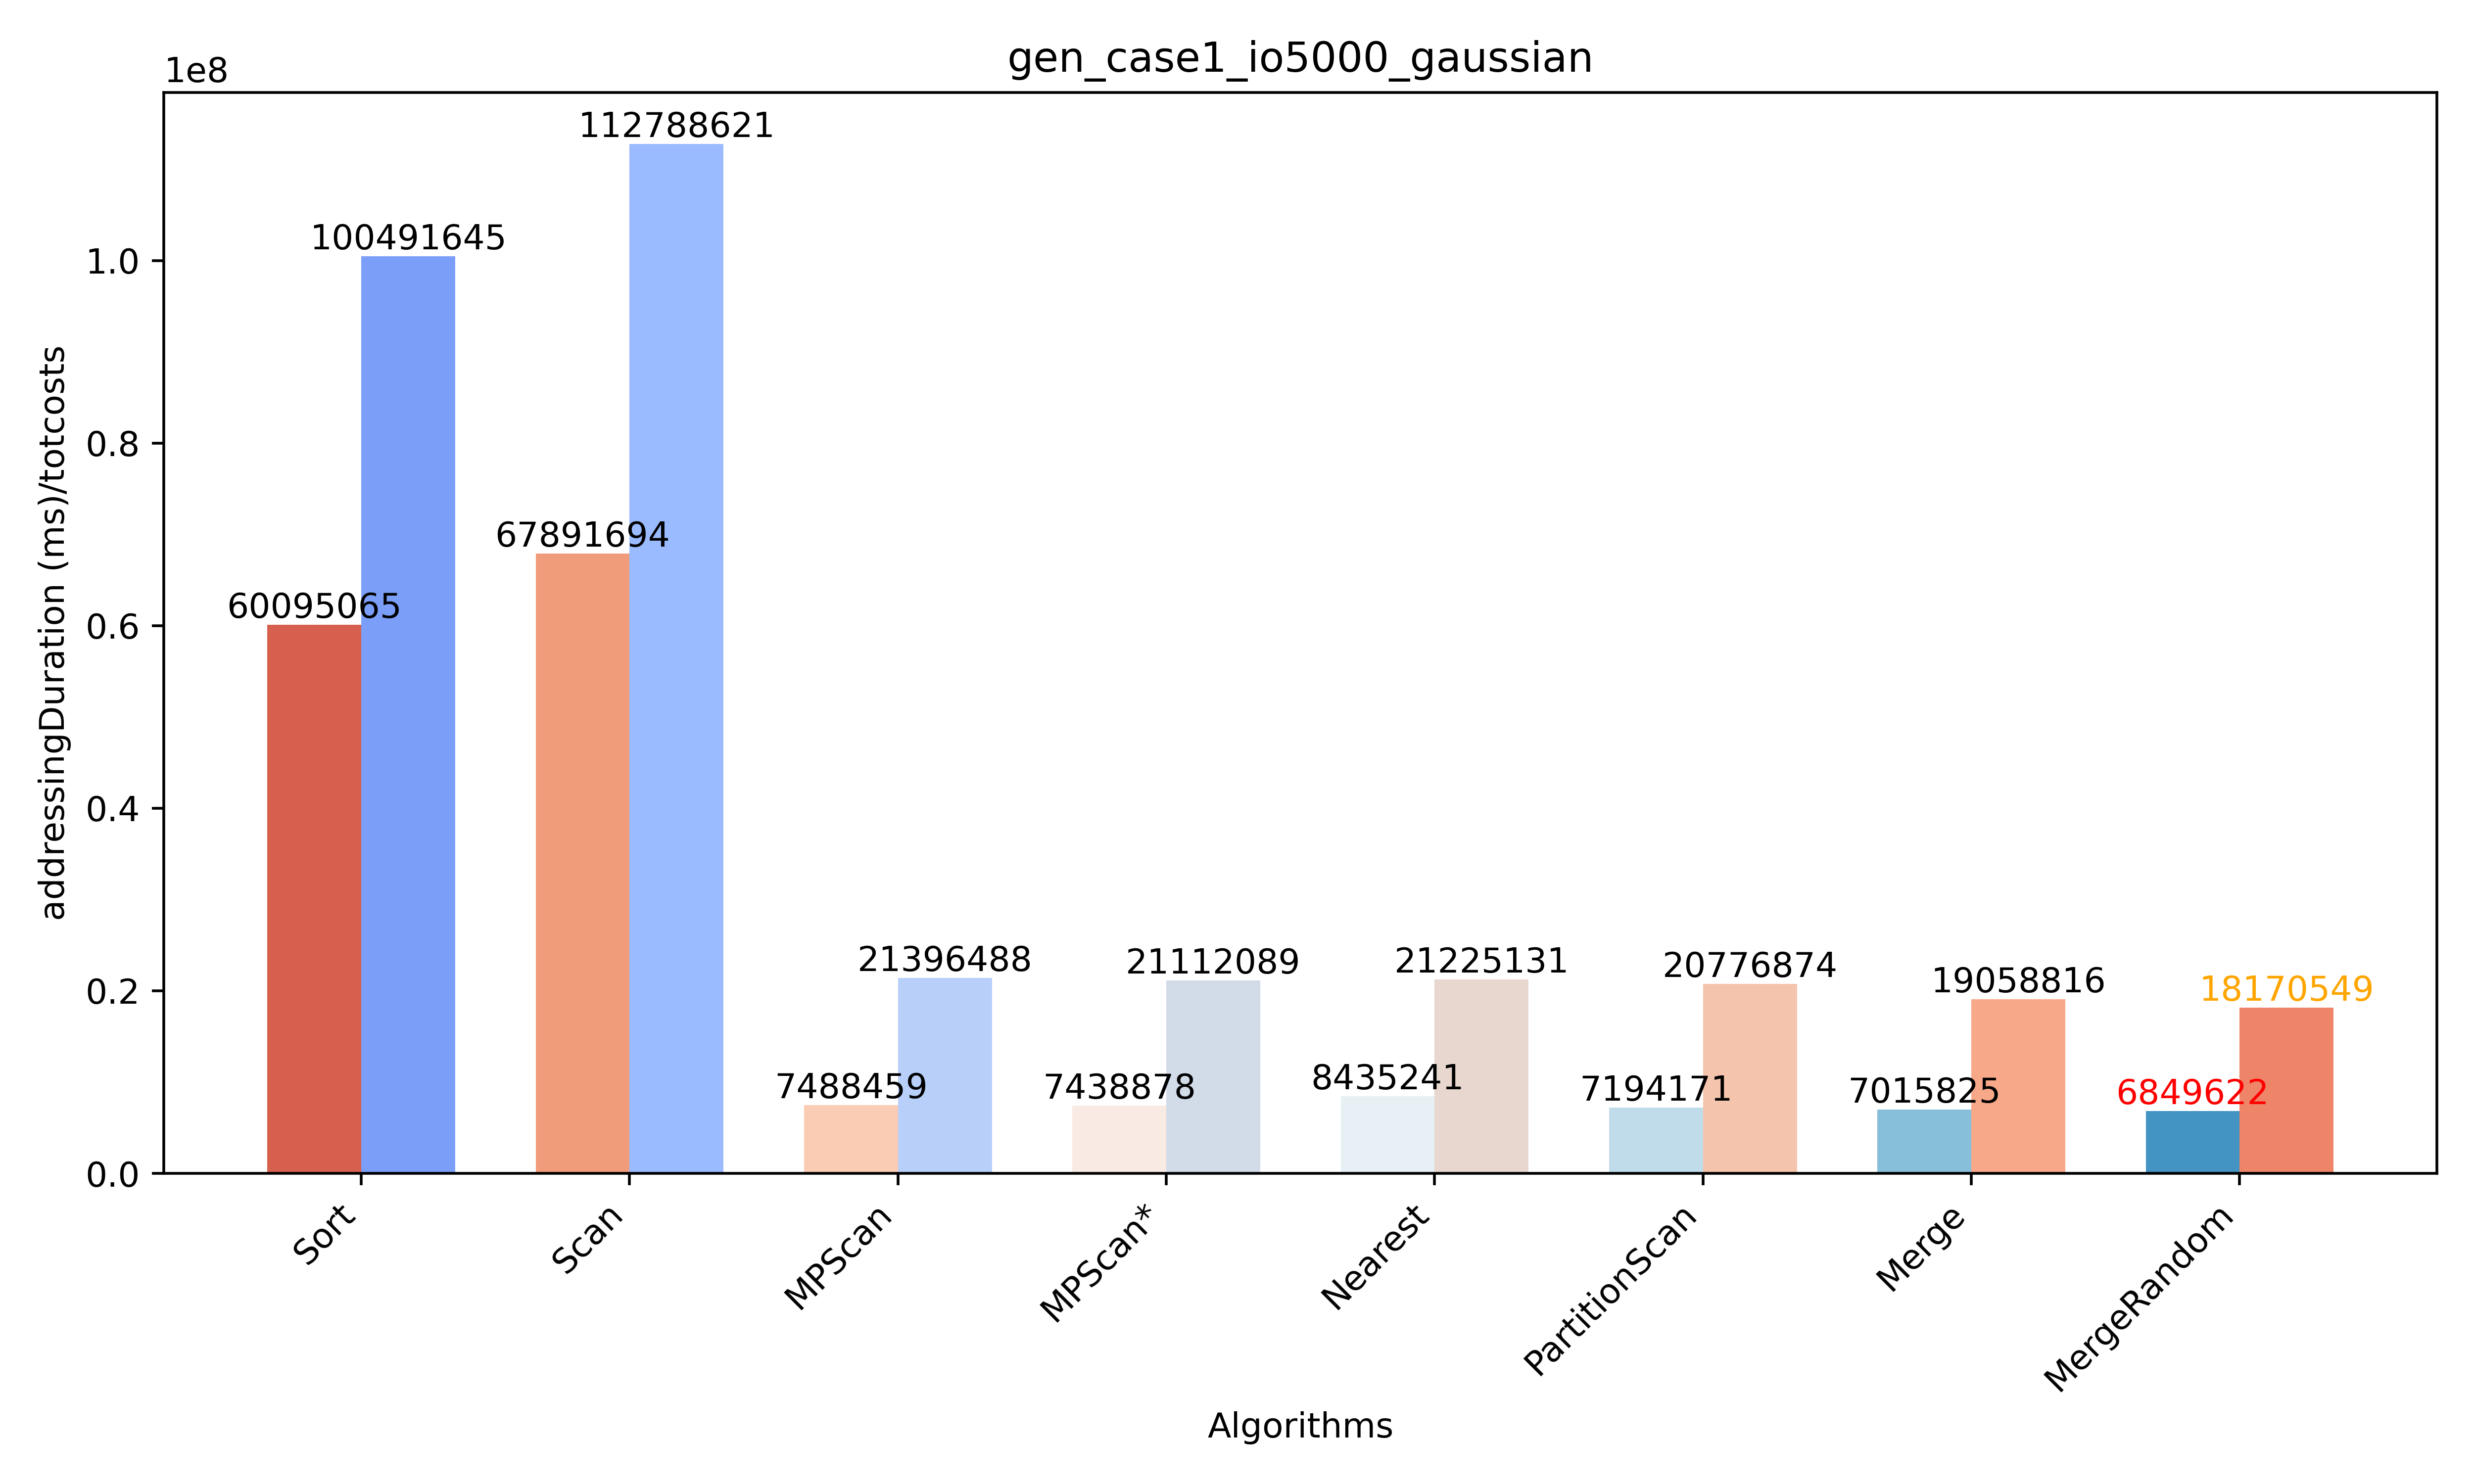 gen_case1_io5000_gaussian
1e8
addressingDuration (ms)/totcosts
1.0
0.8
0.6
0.4
0.2
0.0
60095065
100491645
67891694
112788621
7488459
21396488
7438878
21112089
8435241
21225131
7194171
20776874
7015825
19058816
6849622
18170549
Sort
Scan
MPScan
MPScan*
Nearest
PartitionScan
Merge
MergeRandom
Algorithms